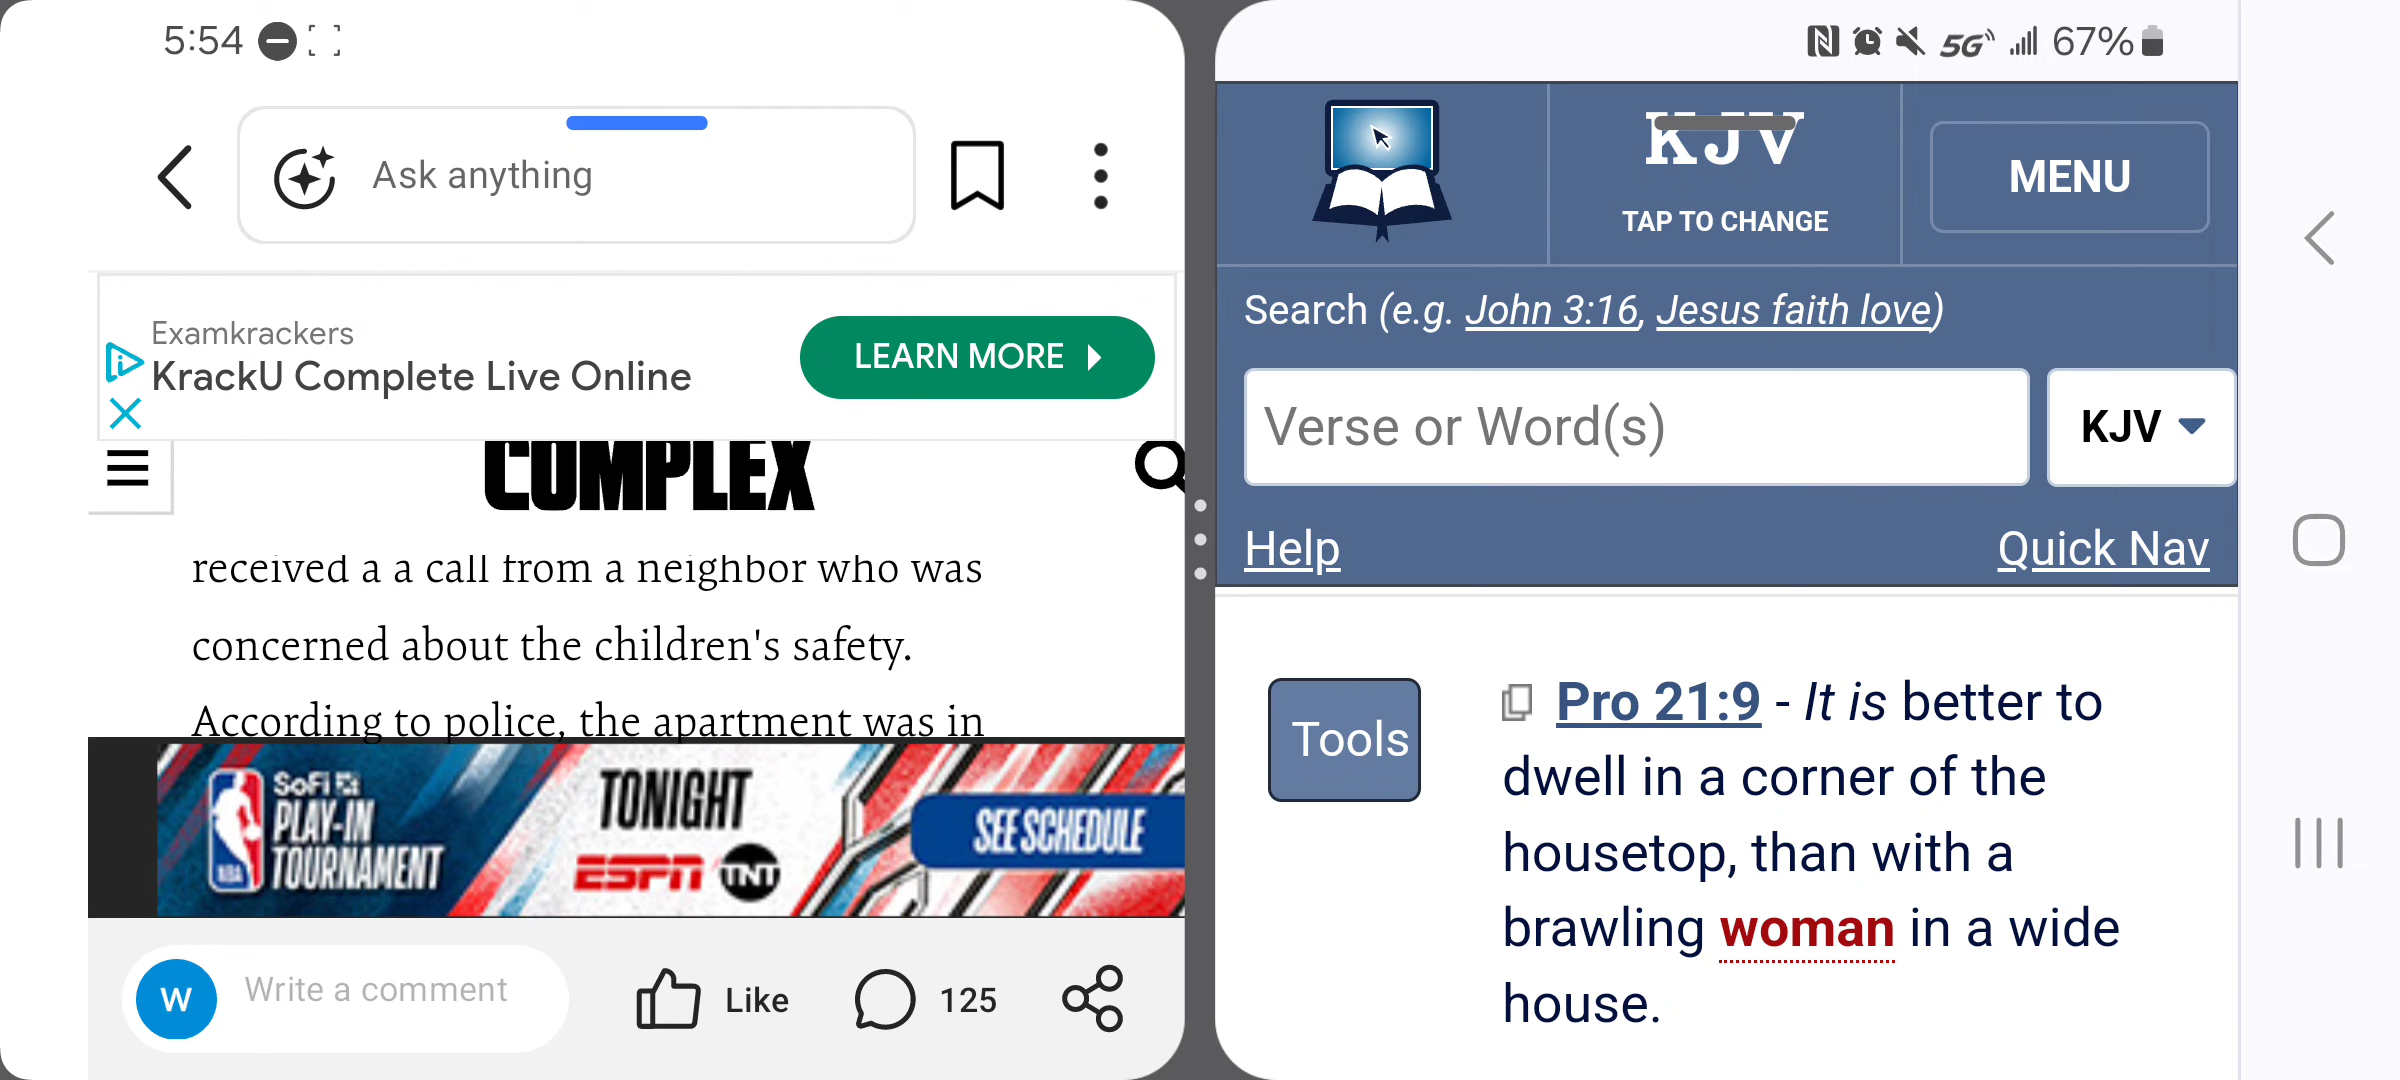 5:54
Ask anything
Examkrackers
KrackU Complete Live Online
LEARN MORE
COMPLEX
received a a call from a neighbor who was
concerned about the children's safety.
According to police, the apartment was in
NBA
SoFi
PLAY-IN
TOURNAMENT
TONIGHT
ESPN TNT
SEE SCHEDULE
W
Write a comment
Like
125
5G 67%
KJV
TAP TO CHANGE
MENU
Search (e.g. John 3:16, Jesus faith love)
Verse or Word(s)
KJV
Help
Quick Nav
Tools
Pro 21:9 - It is better to
dwell in a corner of the
housetop, than with a
brawling woman in a wide
house.